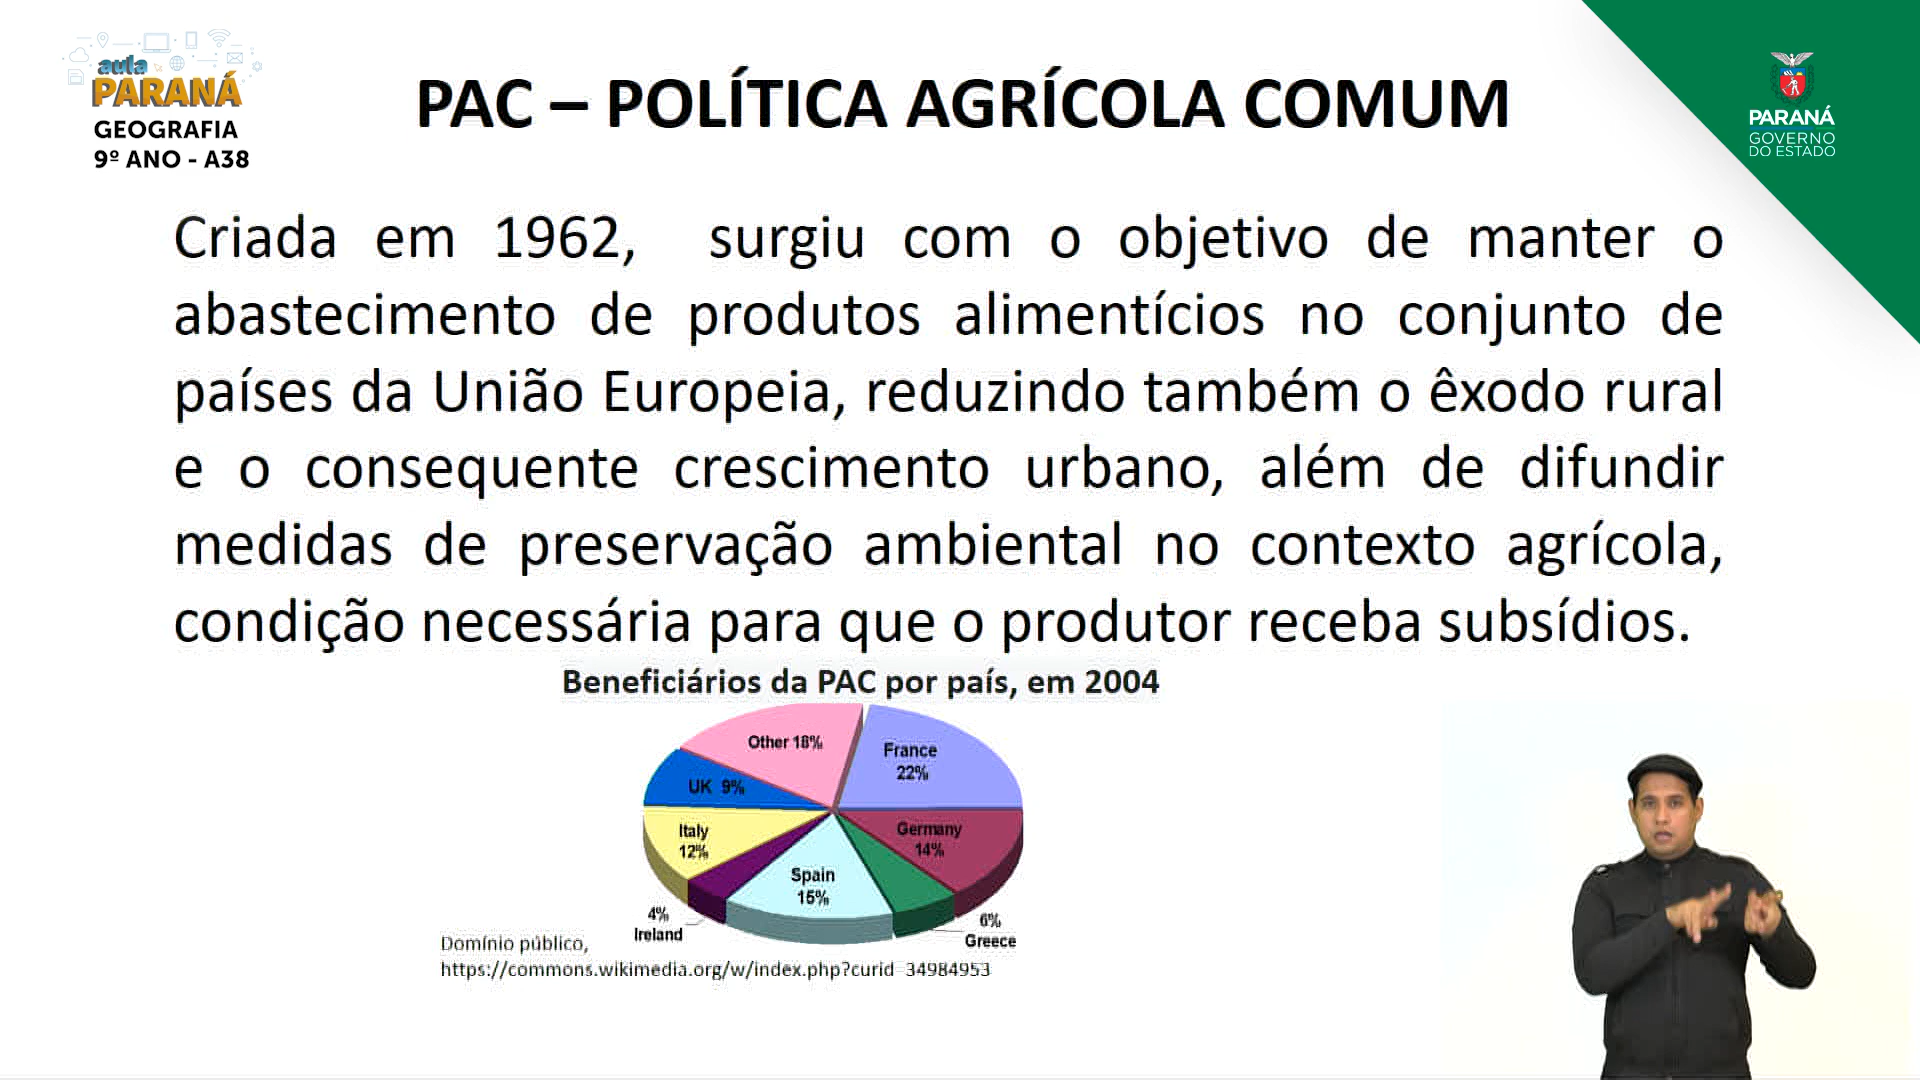 aula
PARANÁ
GEOGRAFIA
9º ANO - A38
PAC – POLÍTICA AGRÍCOLA COMUM
PARANÁ
GOVERNO
DO ESTADO
Criada em 1962, surgiu com o objetivo de manter o
abastecimento de produtos alimentícios no conjunto de
países da União Europeia, reduzindo também o êxodo rural
e o consequente crescimento urbano, além de difundir
medidas de preservação ambiental no contexto agrícola,
condição necessária para que o produtor receba subsídios.
Beneficiários da PAC por país, em 2004
Other 18%
France
22%
UK 9%
Italy
12%
Germany
14%
Spain
15%
4%
Ireland
6%
Greece
Domínio público,
https://commons.wikimedia.org/w/index.php?curid=34984953